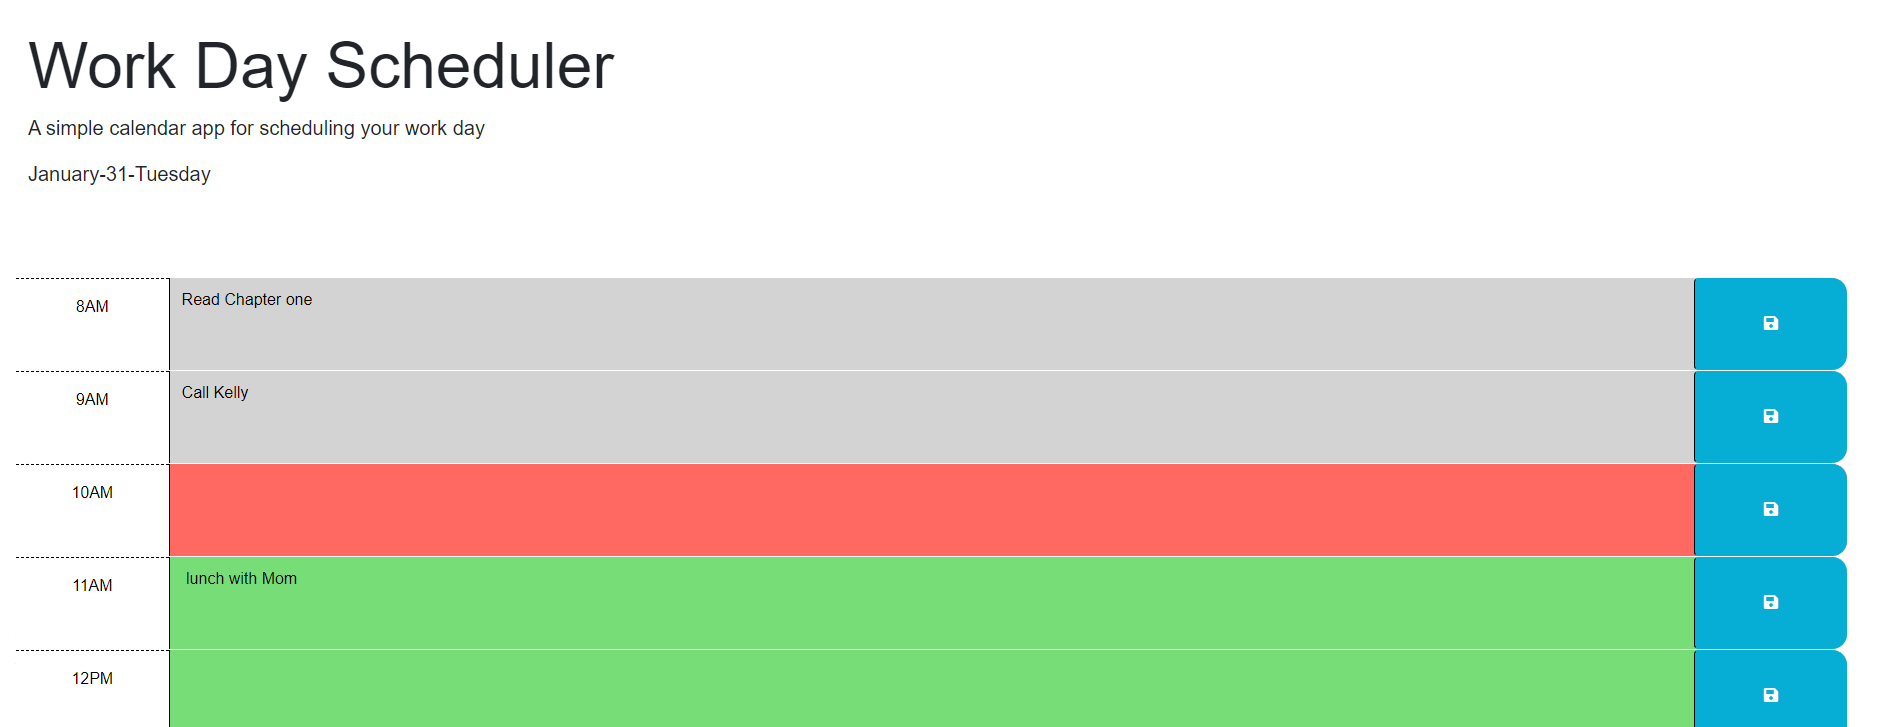 Work Day Scheduler
A simple calendar app for scheduling your work day
January-31-Tuesday
8AM
Read Chapter one
9AM
Call Kelly
10AM
11AM
lunch with Mom
12PM